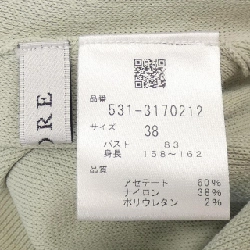 ORE
品番
531-3170212
サイズ
38
バスト 83
身長 158～162
品質
アセテート 60%
ナイロン 38%
ポリウレタン 2%